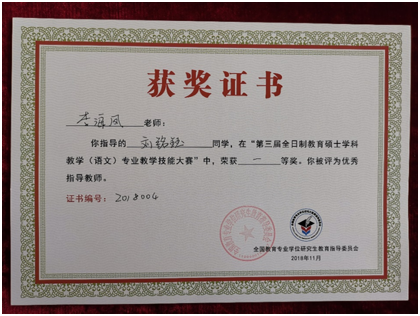 获奖证书
李海凤 老师:
你指导的 同学,在“第三届全日制教育硕士学科
教学(语文)专业教学技能大赛”中,荣获 一 等奖。你被评为优秀
指导教师。
证书编号: 2018004
全国教育专业学位研究生教育指导委员会
2018年11月